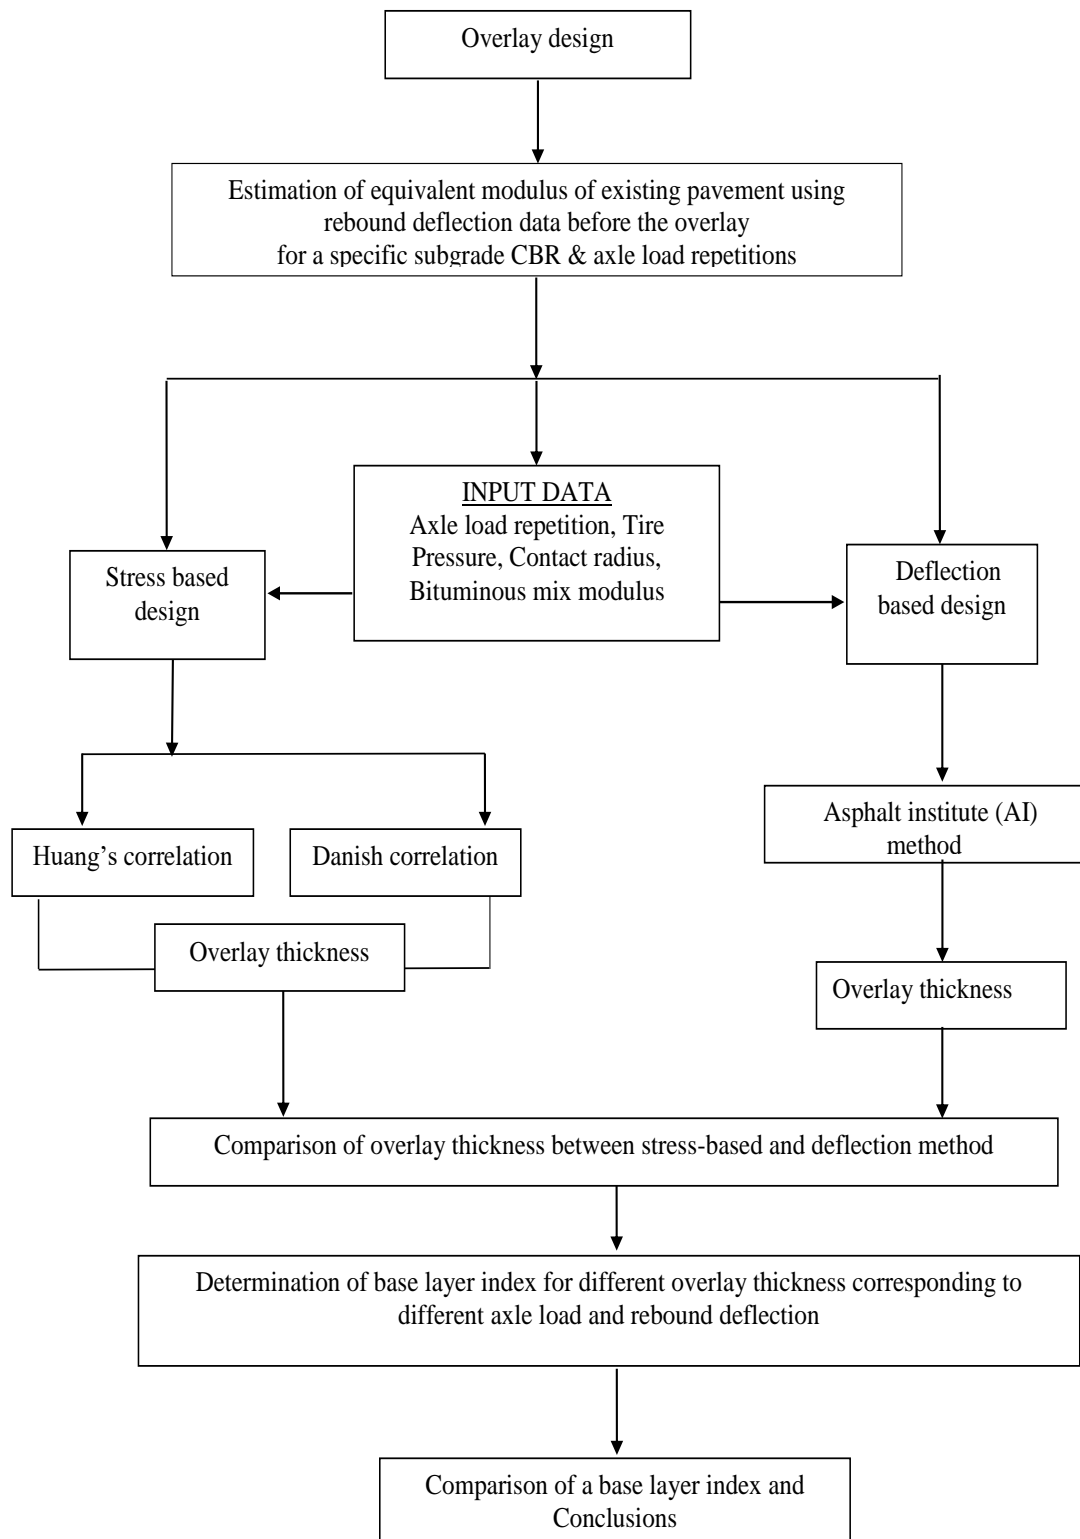 Overlay design
Estimation of equivalent modulus of existing pavement using
rebound deflection data before the overlay
for a specific subgrade CBR & axle load repetitions
INPUT DATA
Axle load repetition, Tire
Pressure, Contact radius,
Bituminous mix modulus
Stress based
design
Deflection
based design
Huang’s correlation
Danish correlation
Asphalt institute (AI)
method
Overlay thickness
Overlay thickness
Comparison of overlay thickness between stress-based and deflection method
Determination of base layer index for different overlay thickness corresponding to
different axle load and rebound deflection
Comparison of a base layer index and
Conclusions